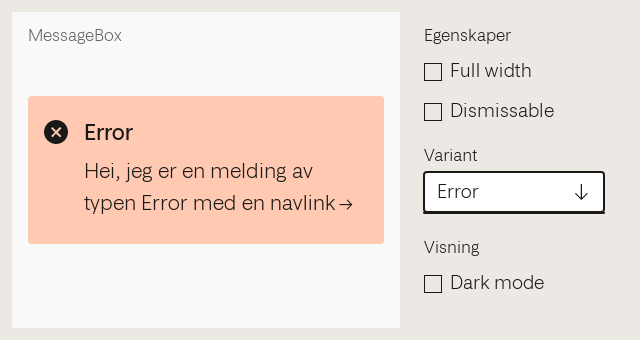 MessageBox
Error
Hei, jeg er en melding av
typen Error med en navlink →
Egenskaper
Full width
Dismissable
Variant
Error
Visning
Dark mode